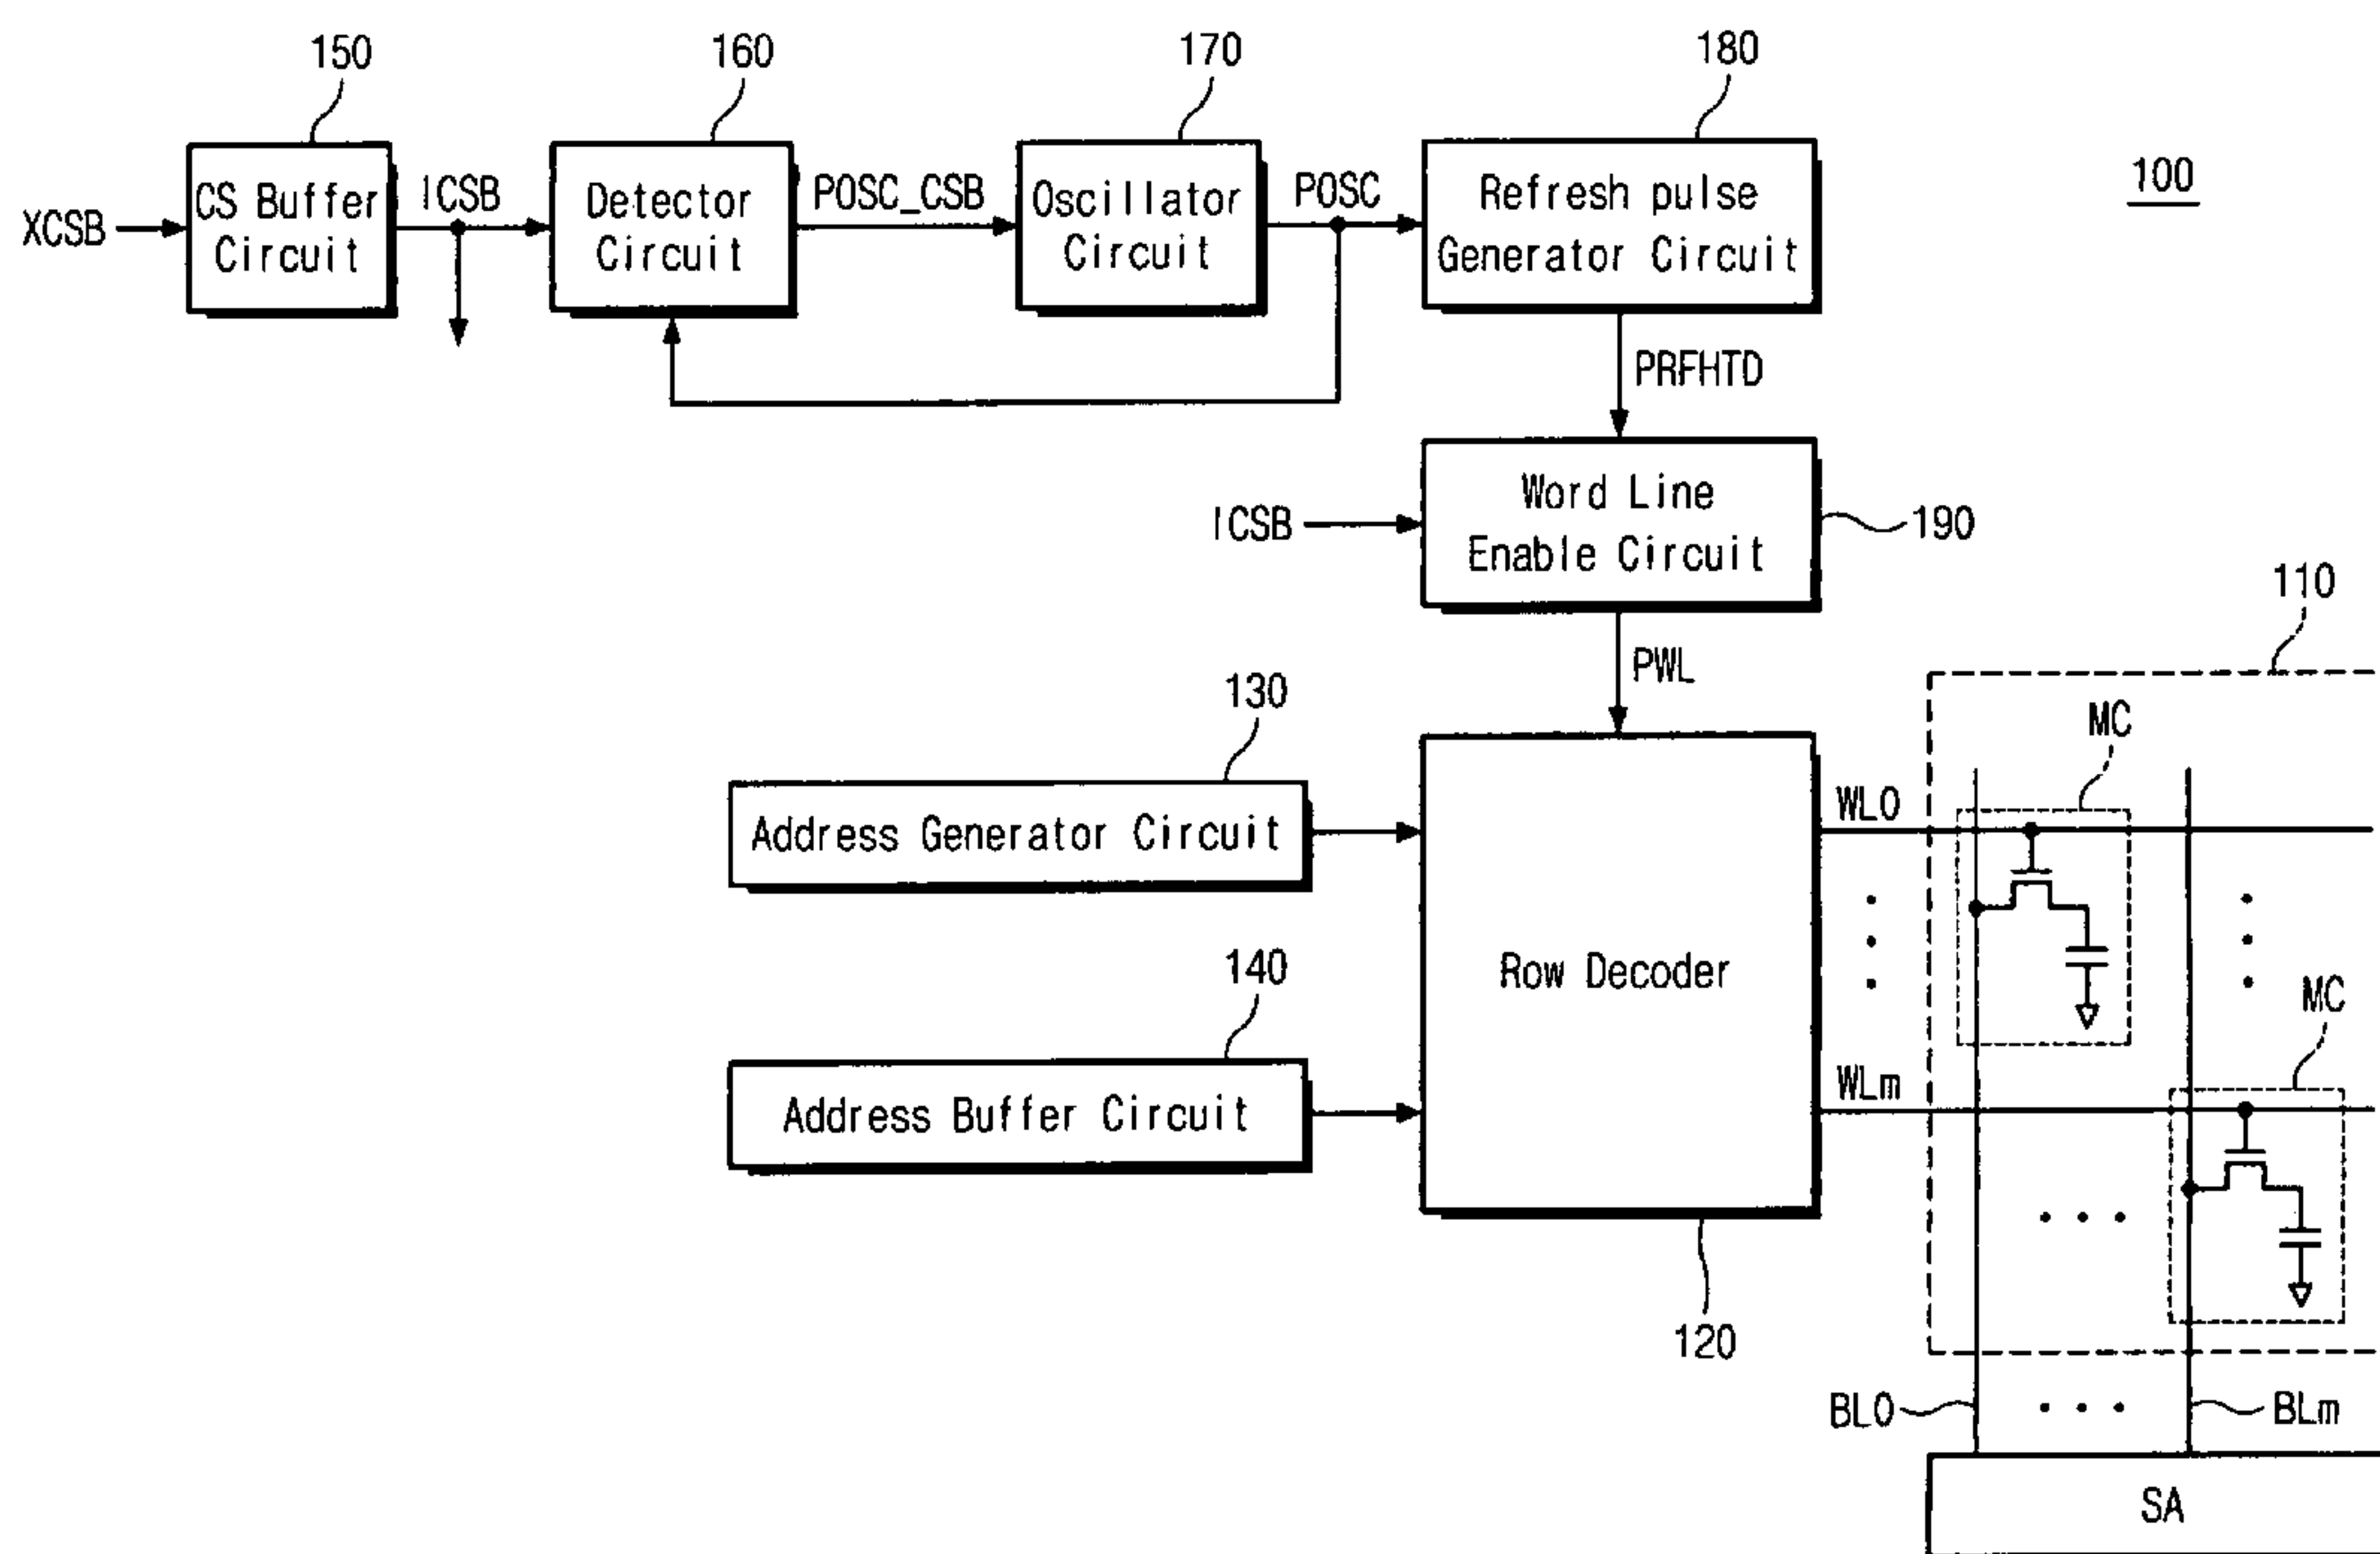 150
160
170
180
100
XCSB
CS Buffer
Circuit
ICSB
Detector
Circuit
POSC_CSB
Oscillator
Circuit
POSC
Refresh pulse
Generator Circuit
PRFHTD
ICSB
Word Line
Enable Circuit
190
PWL
110
130
Address Generator Circuit
140
Address Buffer Circuit
Row Decoder
120
WL0
WLm
MC
MC
BL0
BLm
SA